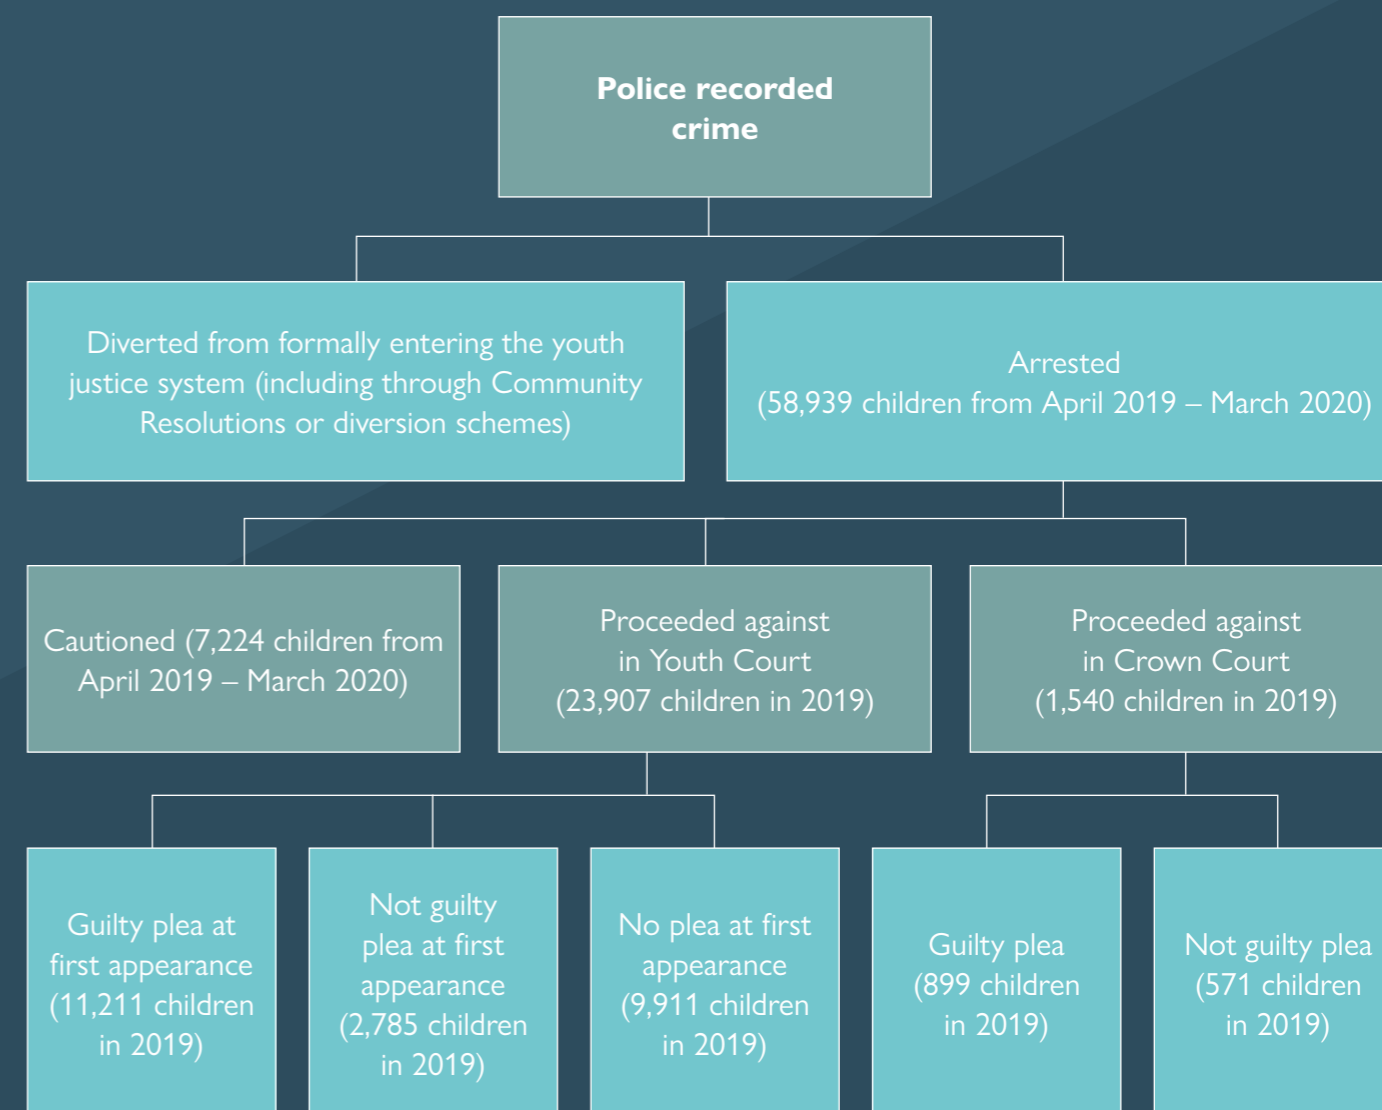 Police recorded
crime
Diverted from formally entering the youth
justice system (including through Community
Resolutions or diversion schemes)
Arrested
(58,939 children from April 2019 – March 2020)
Cautioned (7,224 children from
April 2019 – March 2020)
Proceeded against
in Youth Court
(23,907 children in 2019)
Proceeded against
in Crown Court
(1,540 children in 2019)
Guilty plea at
first appearance
(11,211 children
in 2019)
Not guilty
plea at first
appearance
(2,785 children
in 2019)
No plea at first
appearance
(9,911 children
in 2019)
Guilty plea
(899 children
in 2019)
Not guilty plea
(571 children
in 2019)